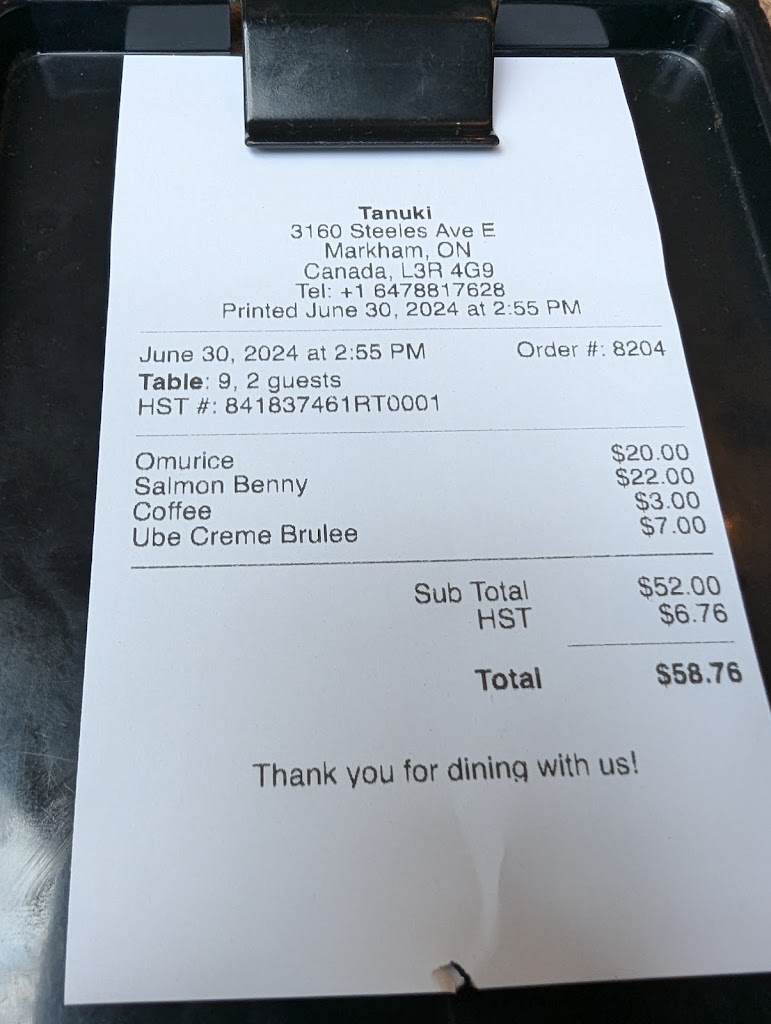 Tanuki
3160 Steeles Ave E
Markham, ON
Canada, L3R 4G9
Tel: +1 6478817628
Printed June 30, 2024 at 2:55 PM
June 30, 2024 at 2:55 PM Order #: 8204
Table: 9, 2 guests
HST #: 841837461RT0001
Omurice $20.00
Salmon Benny $22.00
Coffee $3.00
Ube Creme Brulee $7.00
Sub Total $52.00
HST $6.76
Total $58.76
Thank you for dining with us!